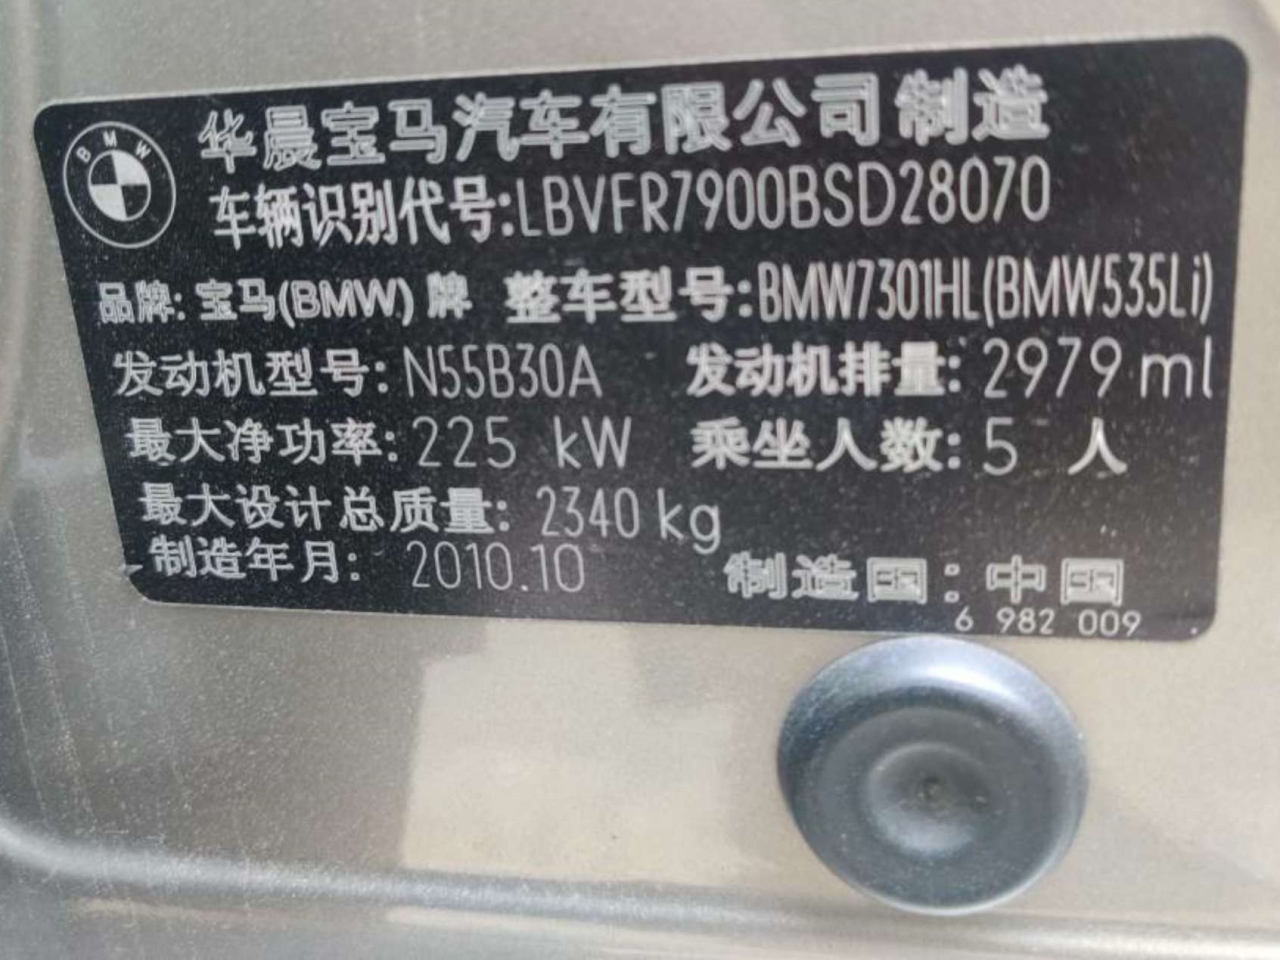 BMW
华晨宝马汽车有限公司制造
车辆识别代号:LBVFR7900BSD28070
品牌: 宝马(BMW) 牌 整车型号:BMW7301HL(BMW535Li)
发动机型号: N55B30A 发动机排量: 2979 ml
最大净功率: 225 kW 乘坐人数: 5 人
最大设计总质量: 2340 kg
制造年月: 2010.10 制造国: 中国
6 982 009